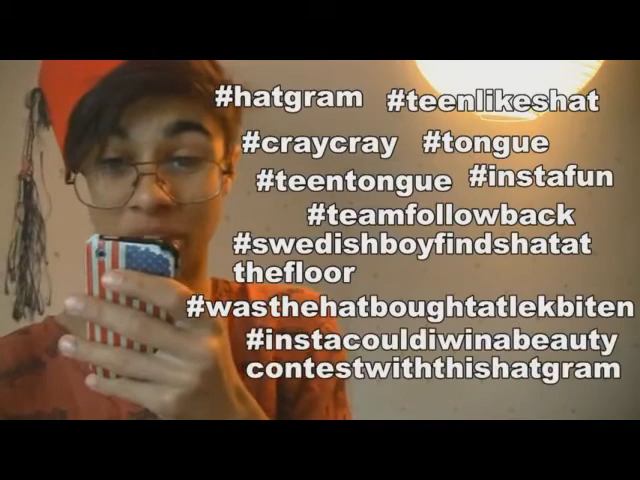 #hatgram #teenlikeshat
#craycray #tongue
#teentongue #instafun
#teamfollowback
#swedishboyfindshatat
thefloor
#wasthehatboughtatlekbiten
#instacouldiwinabeauty
contestwiththishatgram